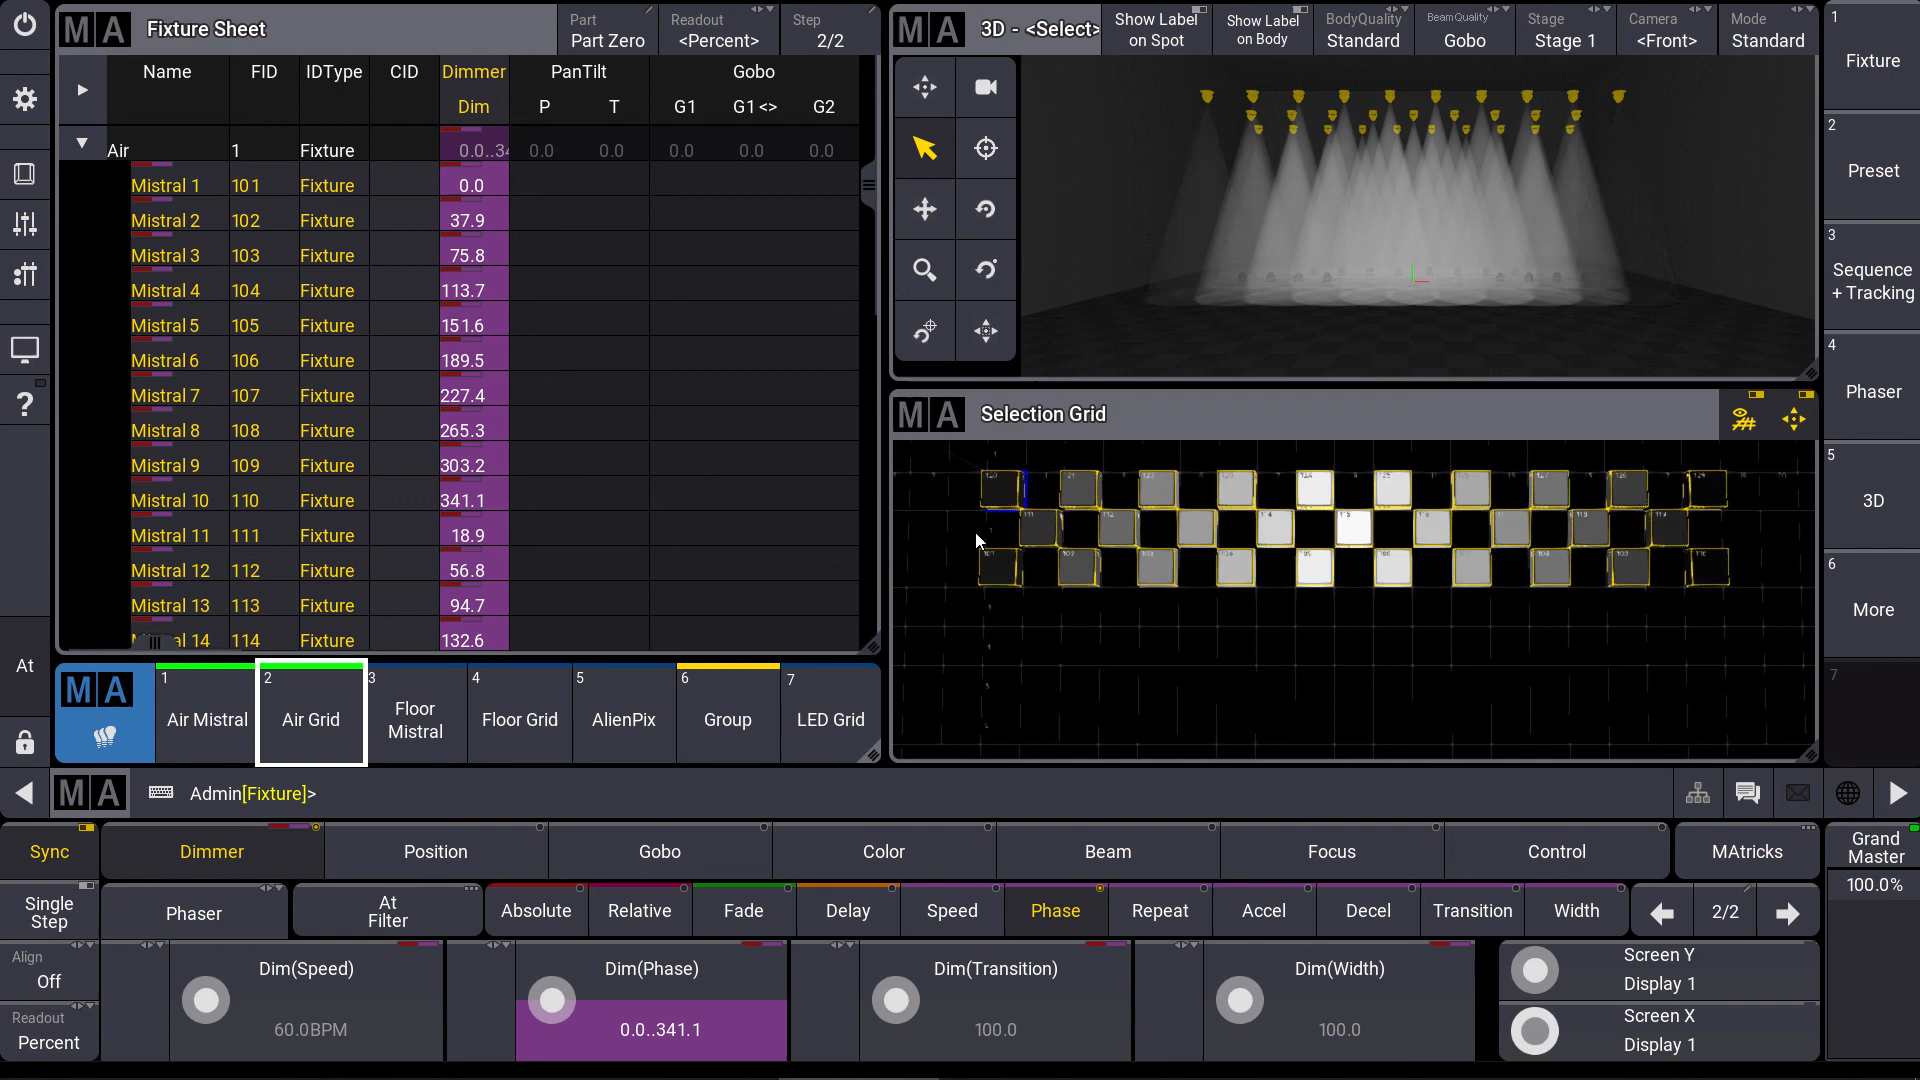 MA Fixture Sheet
Part
Part Zero
Readout
<Percent>
Step
2/2
Name FID IDType CID Dimmer PanTilt Gobo
Dim P T G1 G1 <> G2
Air 1 Fixture 0.0..34 0.0 0.0 0.0 0.0 0.0
Mistral 1 101 Fixture 0.0
Mistral 2 102 Fixture 37.9
Mistral 3 103 Fixture 75.8
Mistral 4 104 Fixture 113.7
Mistral 5 105 Fixture 151.6
Mistral 6 106 Fixture 189.5
Mistral 7 107 Fixture 227.4
Mistral 8 108 Fixture 265.3
Mistral 9 109 Fixture 303.2
Mistral 10 110 Fixture 341.1
Mistral 11 111 Fixture 18.9
Mistral 12 112 Fixture 56.8
Mistral 13 113 Fixture 94.7
14 114 Fixture 132.6
MA
1
Air Mistral
2
Air Grid
3
Floor
Mistral
4
Floor Grid
5
AlienPix
6
Group
7
LED Grid
MA 3D - <Select>
Show Label
on Spot
Show Label
on Body
BodyQuality
Standard
BeamQuality
Gobo
Stage
Stage 1
Camera
<Front>
Mode
Standard
MA Selection Grid
1
Fixture
2
Preset
3
Sequence
+ Tracking
4
Phaser
5
3D
6
More
7
?
At
MA Admin[Fixture]>
Sync Dimmer Position Gobo Color Beam Focus Control MAtricks
Grand
Master
100.0%
Single
Step
Phaser
At
Filter
Absolute Relative Fade Delay Speed Phase Repeat Accel Decel Transition Width 2/2
Align
Off
Readout
Percent
Dim(Speed)
60.0BPM
Dim(Phase)
0.0..341.1
Dim(Transition)
100.0
Dim(Width)
100.0
Screen Y
Display 1
Screen X
Display 1